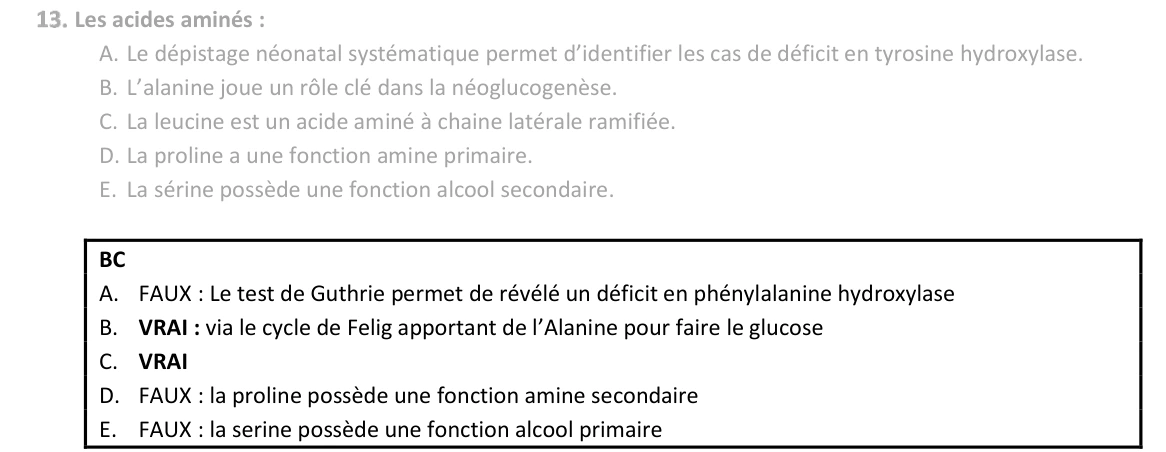 13. Les acides aminés :
A. Le dépistage néonatal systématique permet d’identifier les cas de déficit en tyrosine hydroxylase.
B. L’alanine joue un rôle clé dans la néoglucogenèse.
C. La leucine est un acide aminé à chaine latérale ramifiée.
D. La proline a une fonction amine primaire.
E. La sérine possède une fonction alcool secondaire.
BC
A. FAUX : Le test de Guthrie permet de révélé un déficit en phénylalanine hydroxylase
B. VRAI : via le cycle de Felig apportant de l’Alanine pour faire le glucose
C. VRAI
D. FAUX : la proline possède une fonction amine secondaire
E. FAUX : la serine possède une fonction alcool primaire